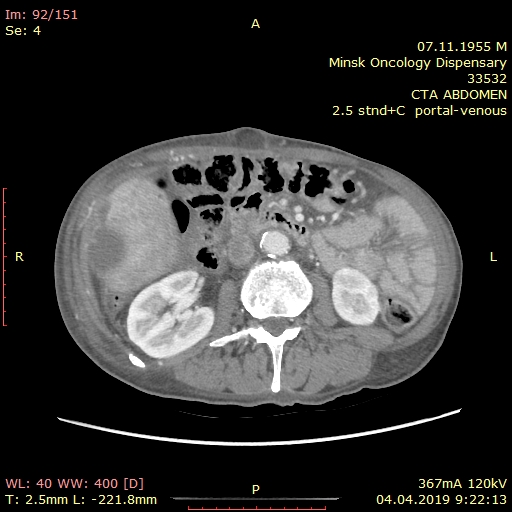 Im: 92/151
Se: 4
A
07.11.1955 M
Minsk Oncology Dispensary
33532
CTA ABDOMEN
2.5 stnd+C portal-venous
R
L
WL: 40 WW: 400 [D]
T: 2.5mm L: -221.8mm
P
367mA 120kV
04.04.2019 9:22:13